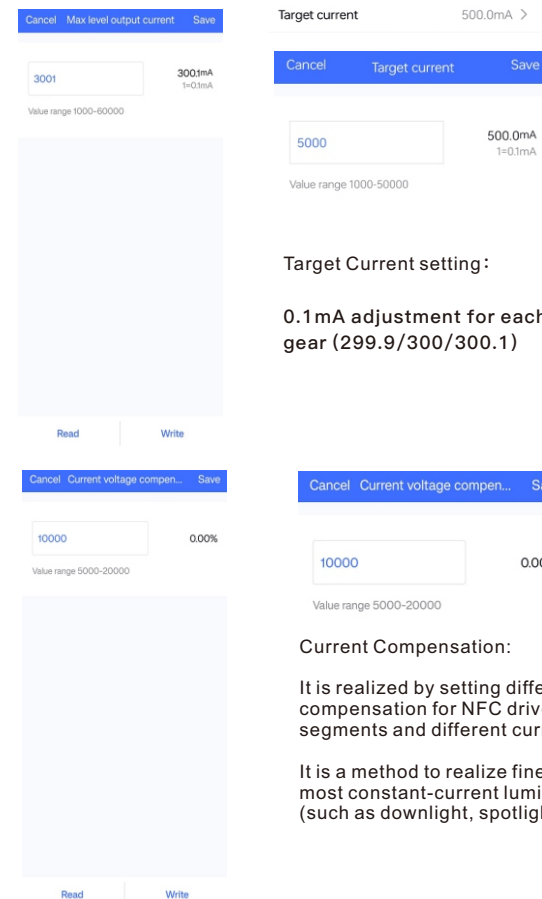 Cancel Max level output current Save
3001
300.1mA
1=0.1mA
Value range 1000-60000
Read Write
Target current 500.0mA >
Cancel Target current Save
5000
500.0mA
1=0.1mA
Value range 1000-50000
Target Current setting:
0.1mA adjustment for each
gear (299.9/300/300.1)
Cancel Current voltage compen... Save
10000
0.00%
Value range 5000-20000
Read Write
Cancel Current voltage compen...
10000
Value range 5000-20000
Current Compensation:
It is realized by setting
compensation for NFC
segments and different
It is a method to realize
most constant-current
(such as downlight,